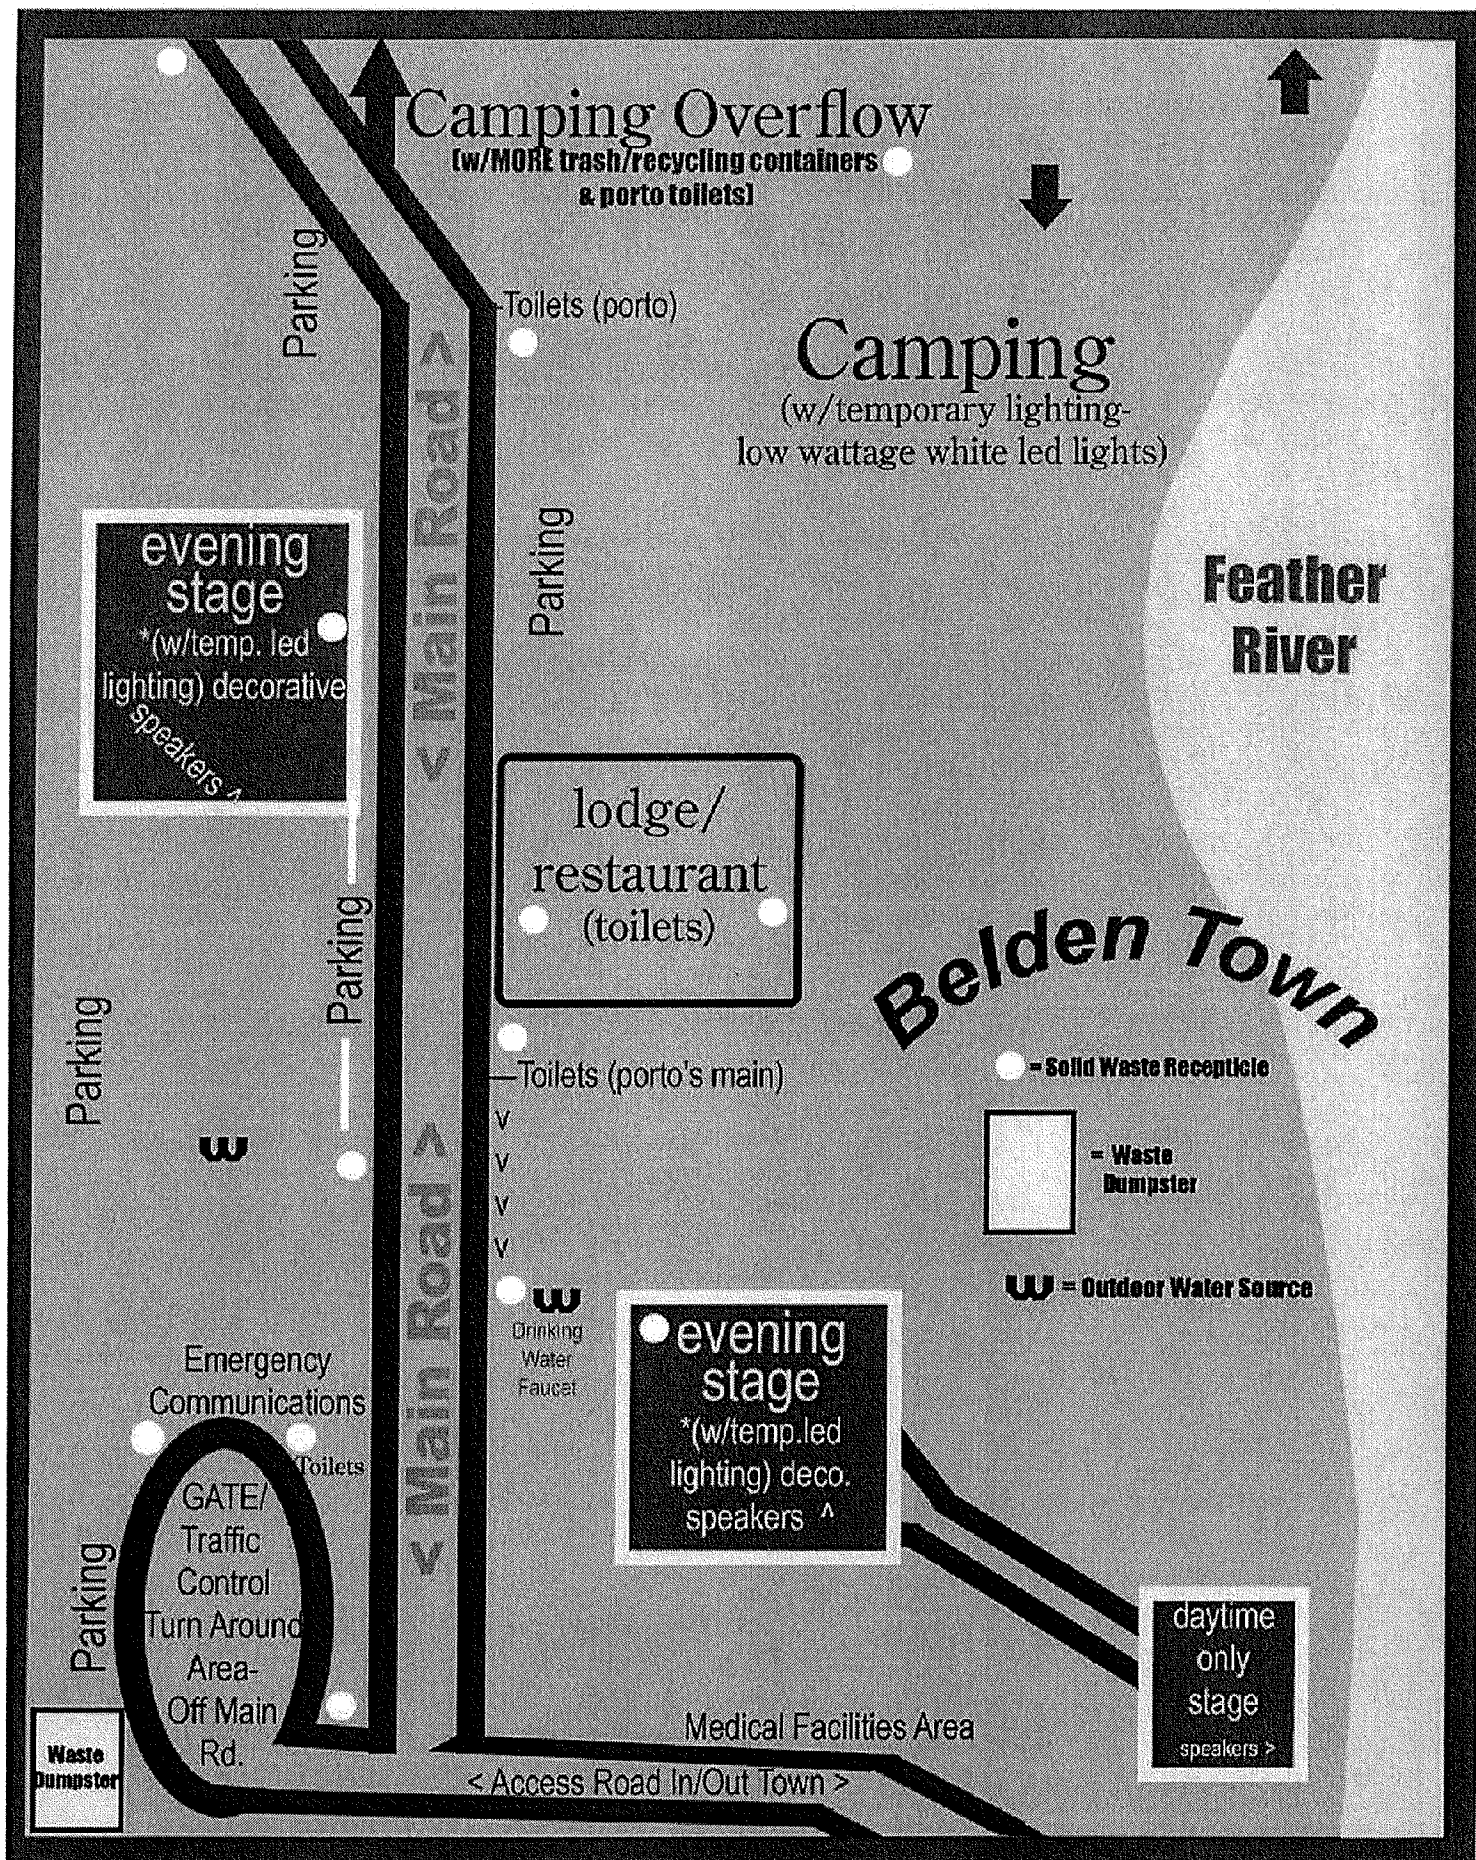 Camping Overflow
(w/MORE trash/recycling containers
& porto toilets)
Parking
Toilets (porto)
Camping
(w/temporary lighting-
low wattage white led lights)
< Main Road >
Parking
evening
stage
*(w/temp. led
lighting) decorative
speakers ^
Feather
River
lodge/
restaurant
(toilets)
Parking
Parking
Belden Town
= Solid Waste Recepticle
Toilets (porto's main)
v
v
v
v
= Waste
Dumpster
W
W = Outdoor Water Source
< Main Road >
W
Drinking
Water
Faucet
evening
stage
*(w/temp.led
lighting) deco.
speakers ^
Emergency
Communications
Toilets
GATE/
Traffic
Control
Turn Around
Area-
Off Main
Rd.
Parking
daytime
only
stage
speakers >
Medical Facilities Area
< Access Road In/Out Town >
Waste
Dumpster